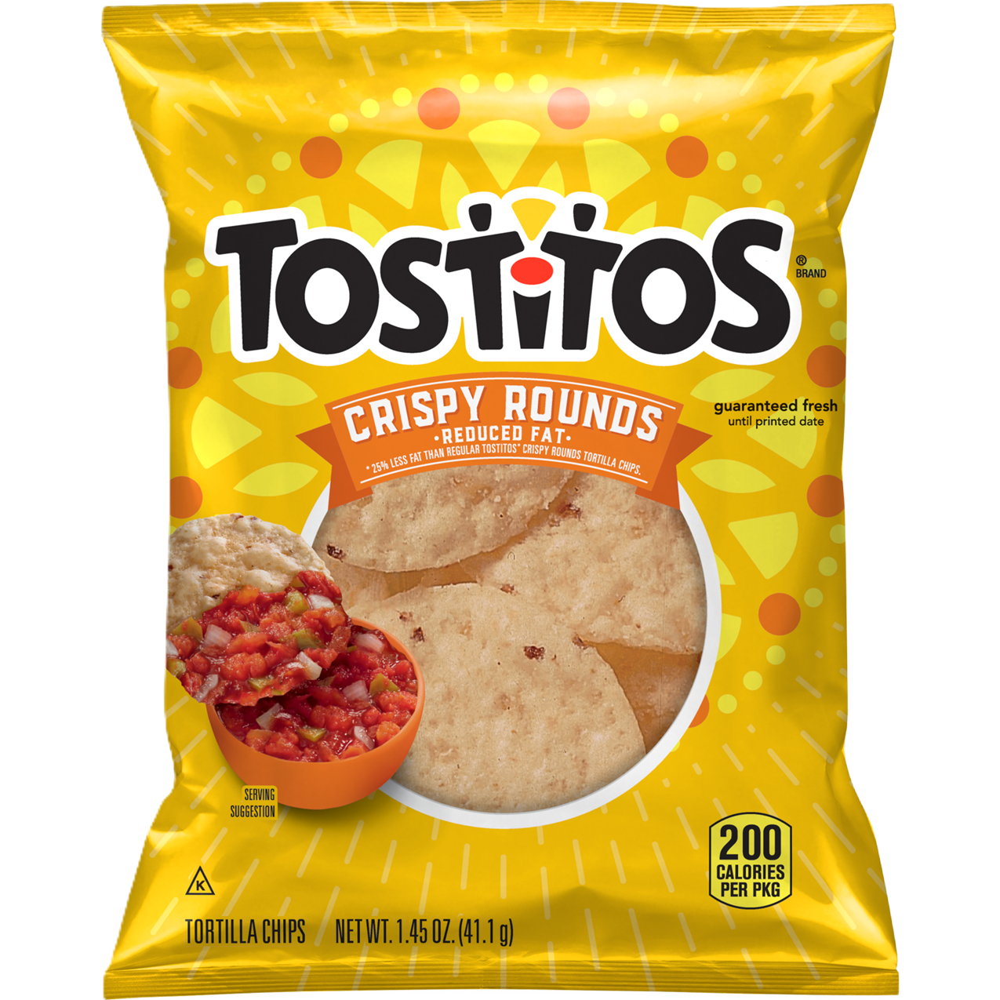 TOSTITOS
®
BRAND
CRISPY ROUNDS
•REDUCED FAT•
* 25% LESS FAT THAN REGULAR TOSTITOS® CRISPY ROUNDS TORTILLA CHIPS.
guaranteed fresh
until printed date
SERVING
SUGGESTION
200
CALORIES
PER PKG
K
TORTILLA CHIPS NET WT. 1.45 OZ. (41.1 g)